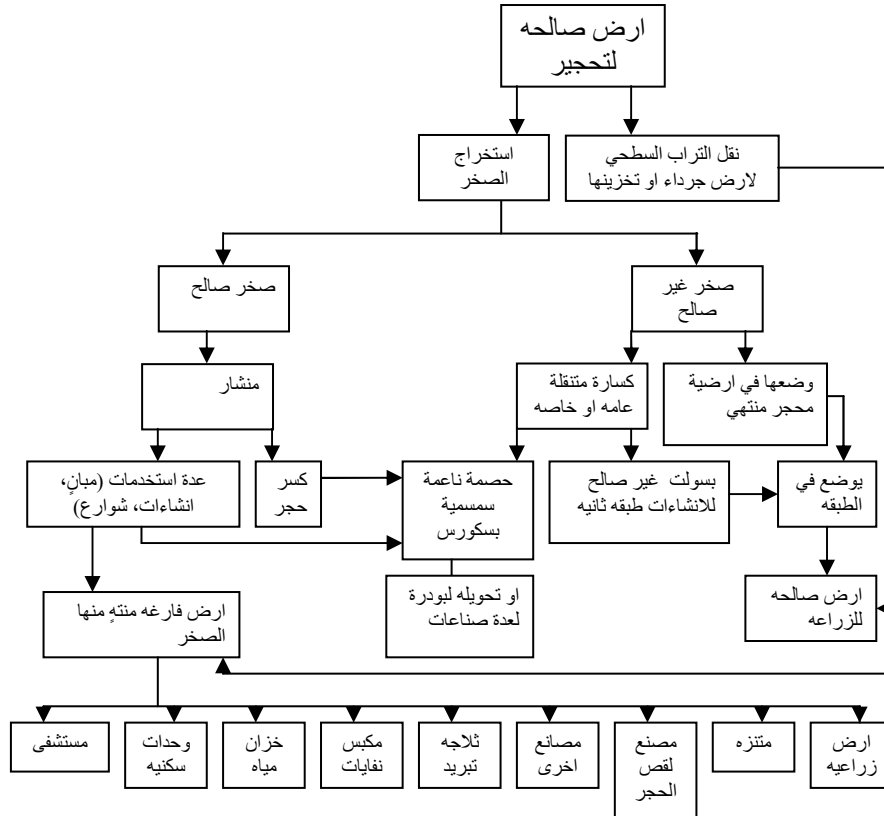 ارض صالحه
لتحجير
استخراج
الصخر
نقل التراب السطحي
لارض جرداء او تخزينها
صخر صالح
صخر غير
صالح
منشار
كسارة متنقلة
عامه او خاصه
وضعها في ارضية
محجر منتهي
عدة استخدمات (مبانٍ،
انشاءات، شوارع)
كسر
حجر
حصمة ناعمة
سمسمية
بسكورس
بسولت غير صالح
للانشاءات طبقه ثانيه
يوضع في
الطبقه
ارض فارغه منتهٍ منها
الصخر
او تحويله لبودرة
لعدة صناعات
ارض صالحه
للزراعه
مستشفى
وحدات
سكنيه
خزان
مياه
مكبس
نفايات
ثلاجه
تبريد
مصانع
اخرى
مصنع
لقص
الحجر
متنزه
ارض
زراعيه